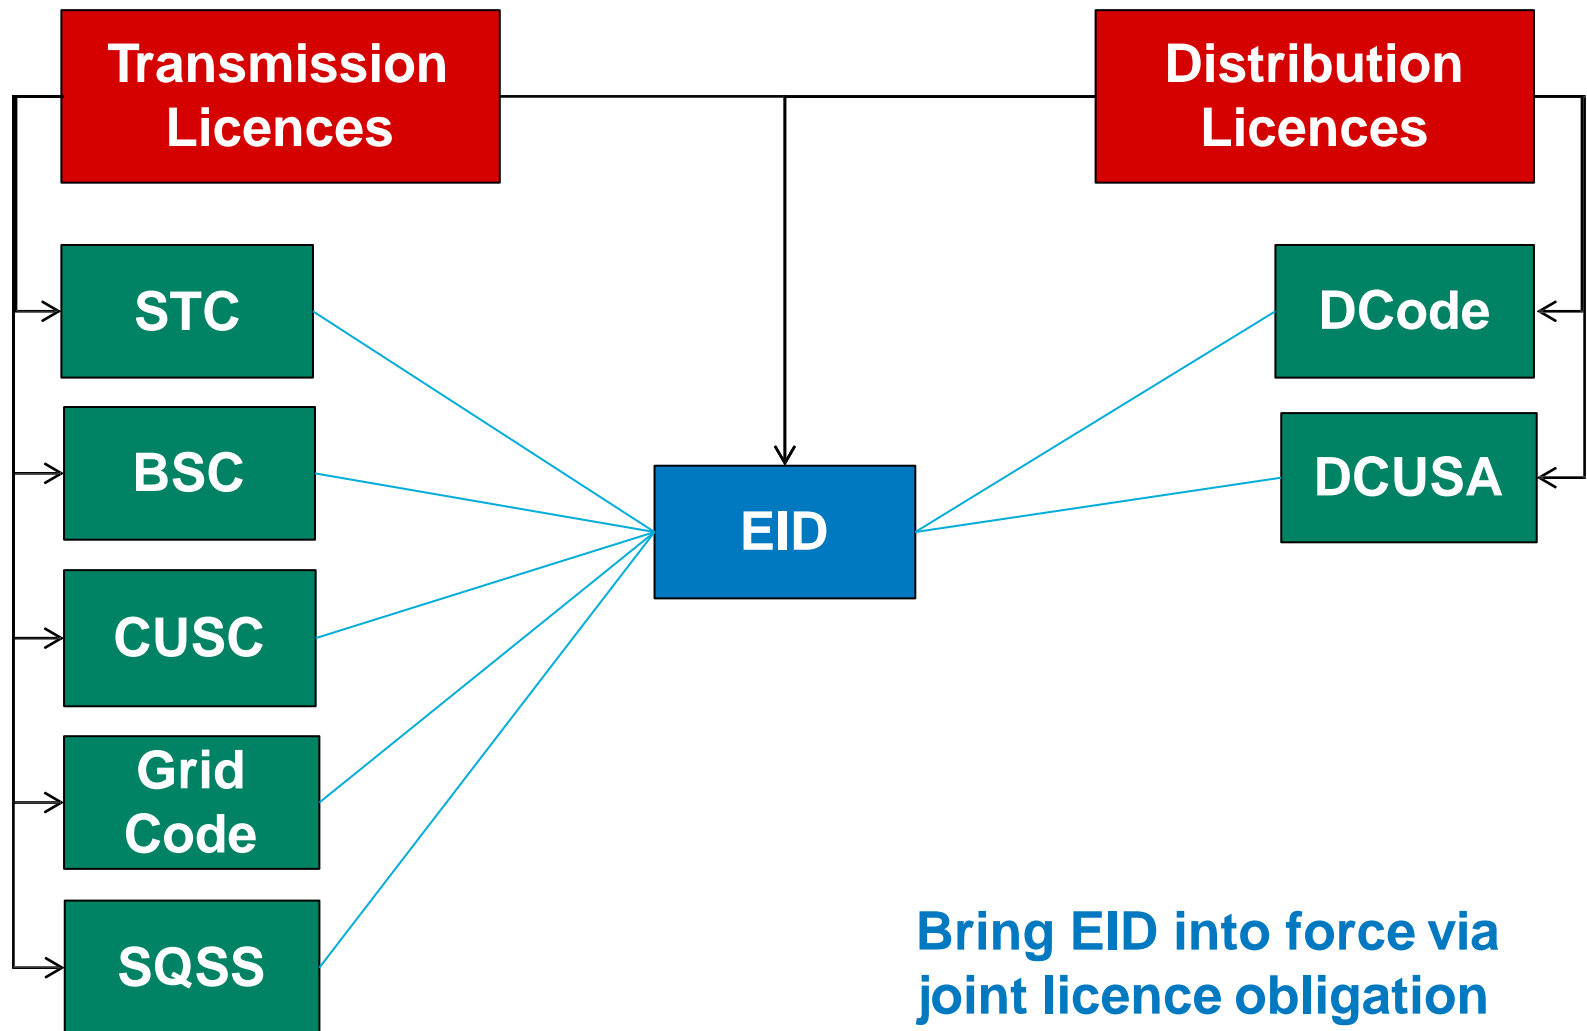 Transmission
Licences
Distribution
Licences
STC
DCode
BSC
DCUSA
EID
CUSC
Grid
Code
SQSS
Bring EID into force via
joint licence obligation